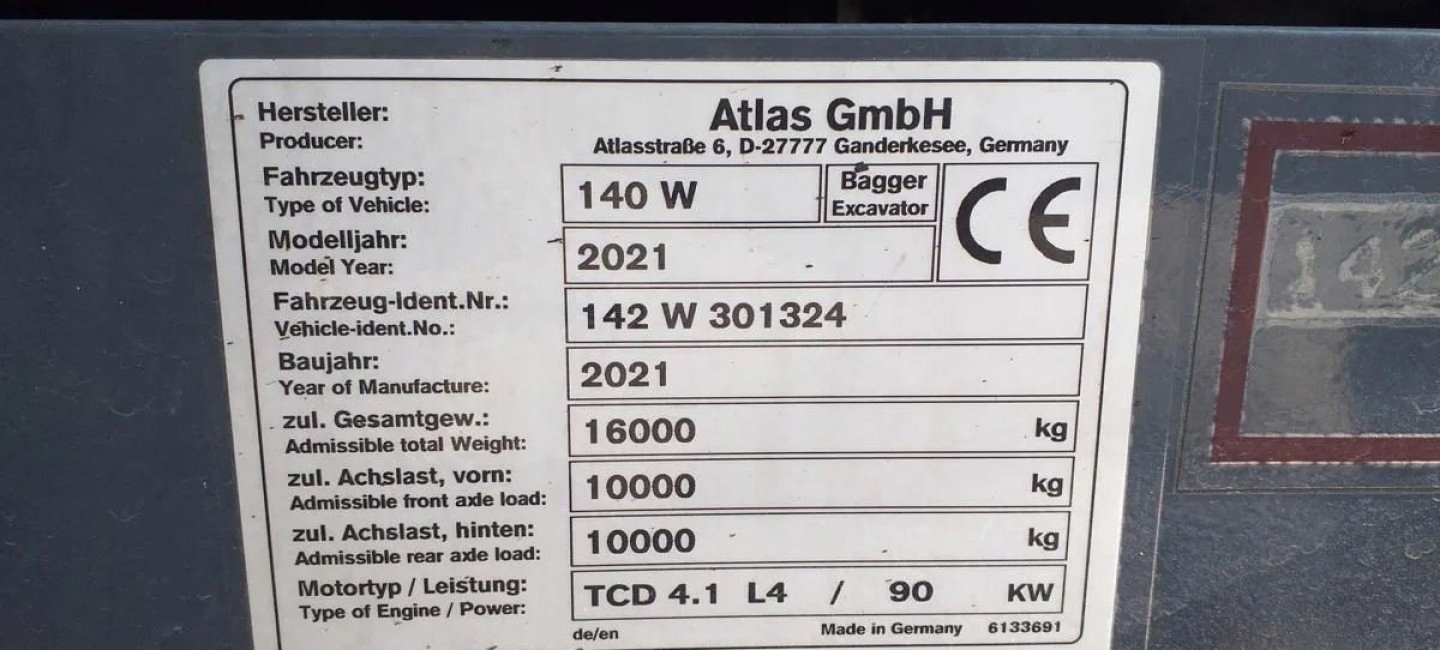 Hersteller: Atlas GmbH
Producer: Atlasstraße 6, D-27777 Ganderkesee, Germany
Fahrzeugtyp: 140 W Bagger
Type of Vehicle: Excavator
CE
Modelljahr: 2021
Model Year:
Fahrzeug-ident.Nr.: 142 W 301324
Vehicle-ident.No.:
Baujahr: 2021
Year of Manufacture:
zul. Gesamtgew.: 16000 kg
Admissible total Weight:
zul. Achslast, vorn: 10000 kg
Admissible front axle load:
zul. Achslast, hinten: 10000 kg
Admissible rear axle load:
Motortyp / Leistung: TCD 4.1 L4 / 90 KW
Type of Engine / Power:
de/en Made in Germany 6133691
142